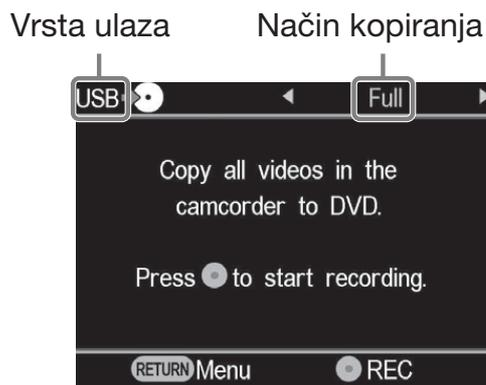 Vrsta ulaza Način kopiranja
USB Full
Copy all videos in the
camcorder to DVD.
Press to start recording.
RETURN Menu REC